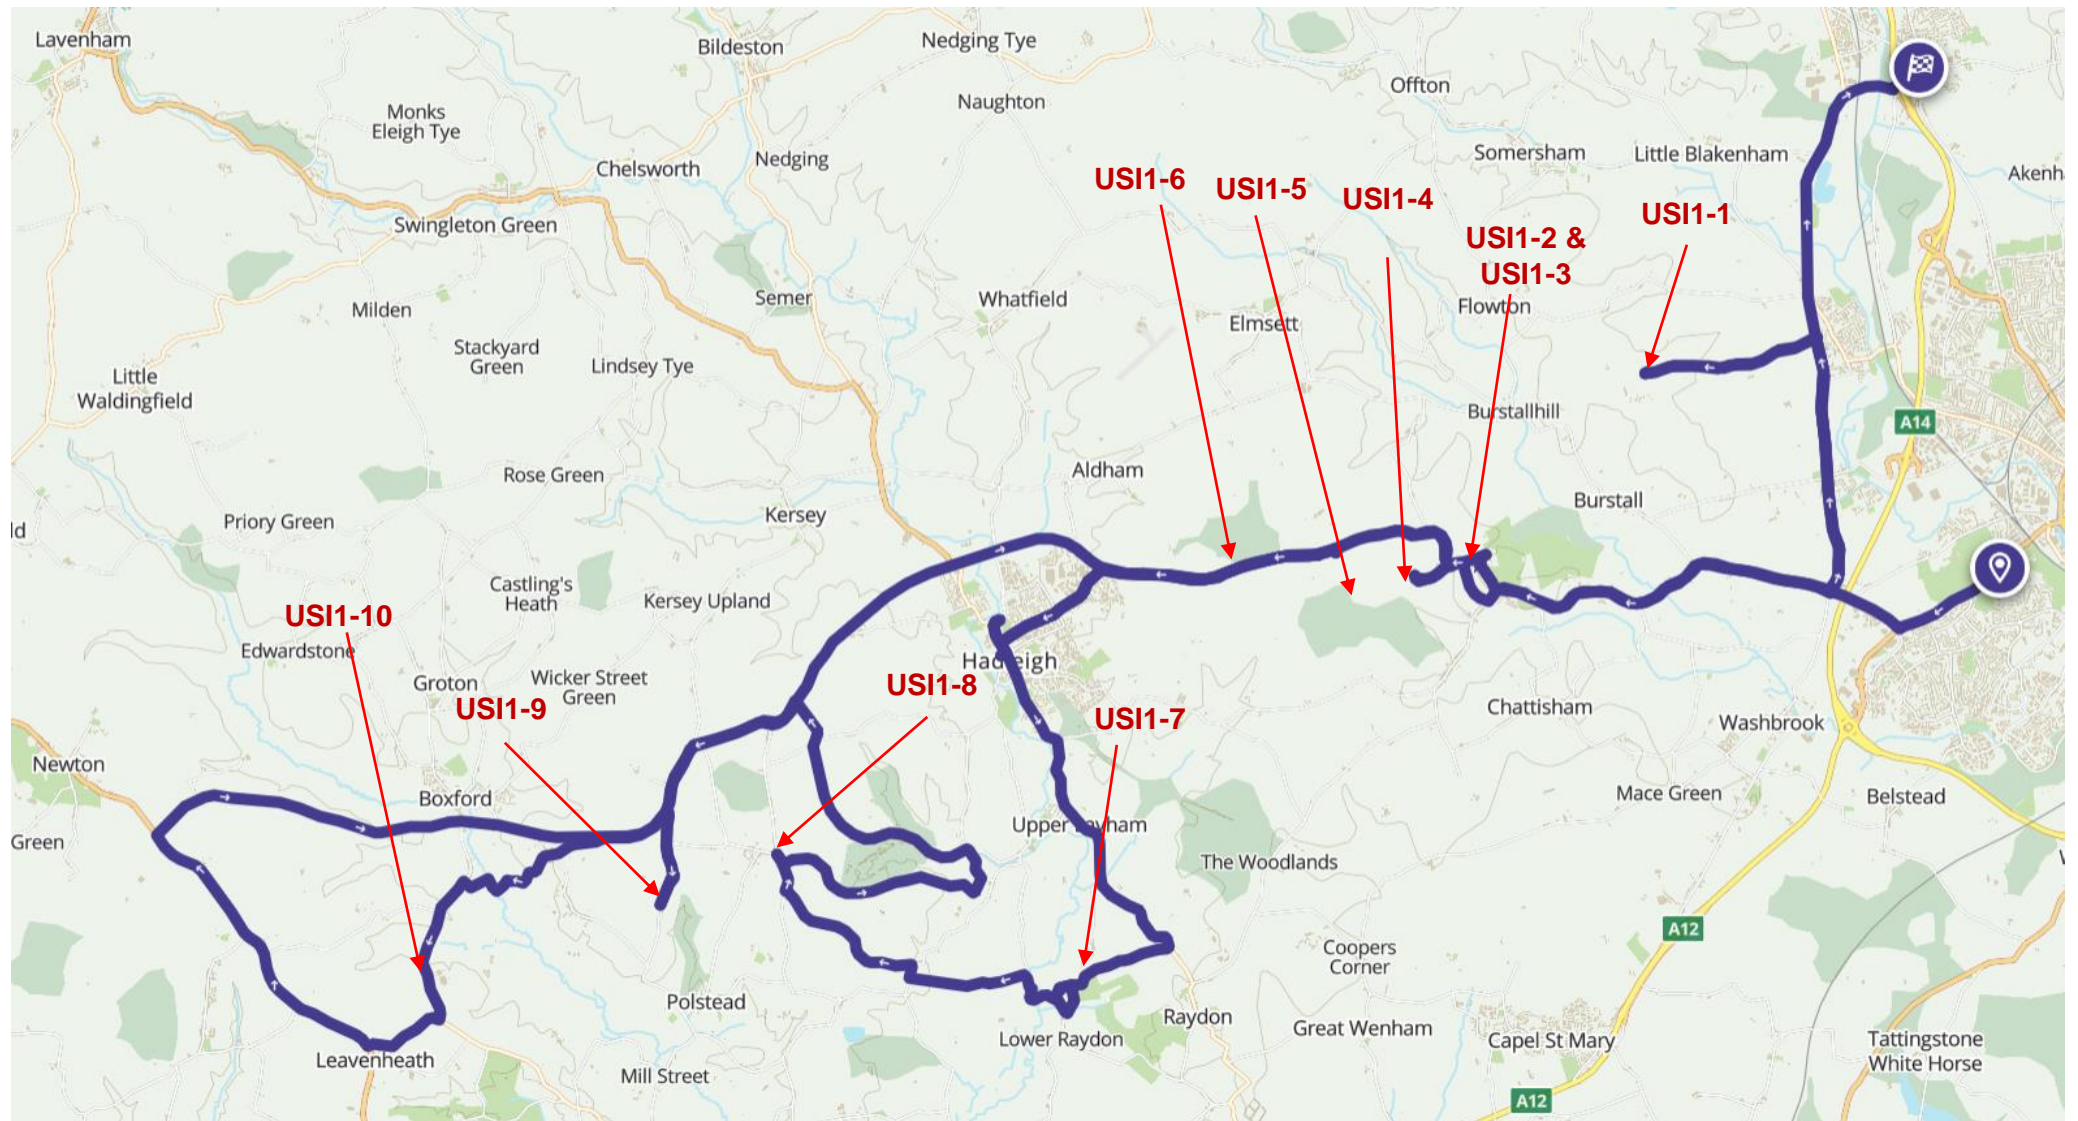 Lavenham
Bildeston
Nedging Tye
Offton
Naughton
Monks
Eleigh Tye
Chelsworth
Nedging
Somersham
Little Blakenham
Akenh
USI1-6
USI1-5
USI1-4
USI1-1
Swingleton Green
USI1-2 &
USI1-3
Semer
Whatfield
Flowton
Milden
Elmsett
Stackyard
Green
Lindsey Tye
Little
Waldingfield
Burstallhill
A14
Aldham
Rose Green
Burstall
Kersey
Priory Green
ld
Castling's
Heath
Kersey Upland
USI1-10
Edwardstone
Hadleigh
Groton
Wicker Street
Green
USI1-8
USI1-9
USI1-7
Chattisham
Washbrook
Newton
Boxford
Mace Green
Belstead
Upper Layham
Green
The Woodlands
A12
Coopers
Corner
Polstead
Raydon
Great Wenham
Lower Raydon
Capel St Mary
Tattingstone
White Horse
Leavenheath
Mill Street
A12